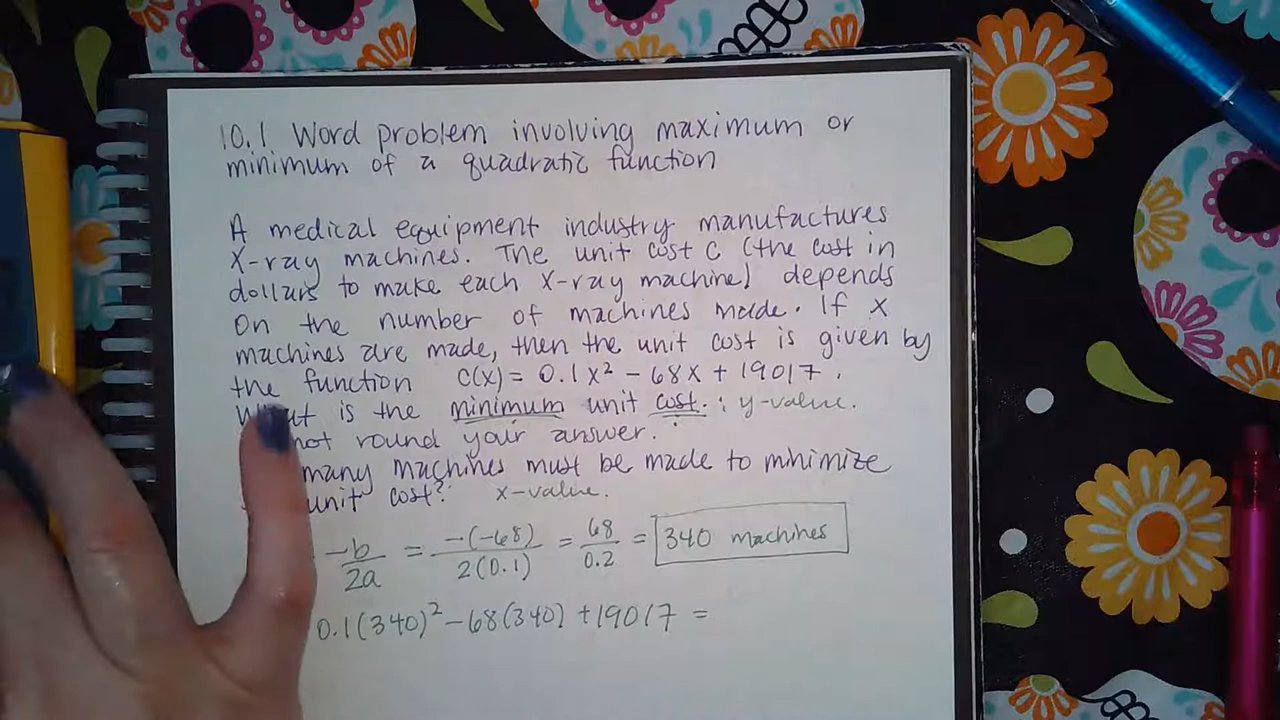 10.1 Word problem involving maximum or
minimum of a quadratic function
A medical equipment industry manufactures
X-ray machines. The unit cost C (the cost in
dollars to make each X-ray machine) depends
on the number of machines made. If x
machines are made, then the unit cost is given by
the function C(x) = 0.1x² - 68x + 19017.
What is the minimum unit cost. : y-value.
not round your answer.
many machines must be made to minimize
unit cost? x-value.
-b/2a = -(-68)/2(0.1) = 68/0.2 = 340 machines
0.1(340)² - 68(340) + 19017 =